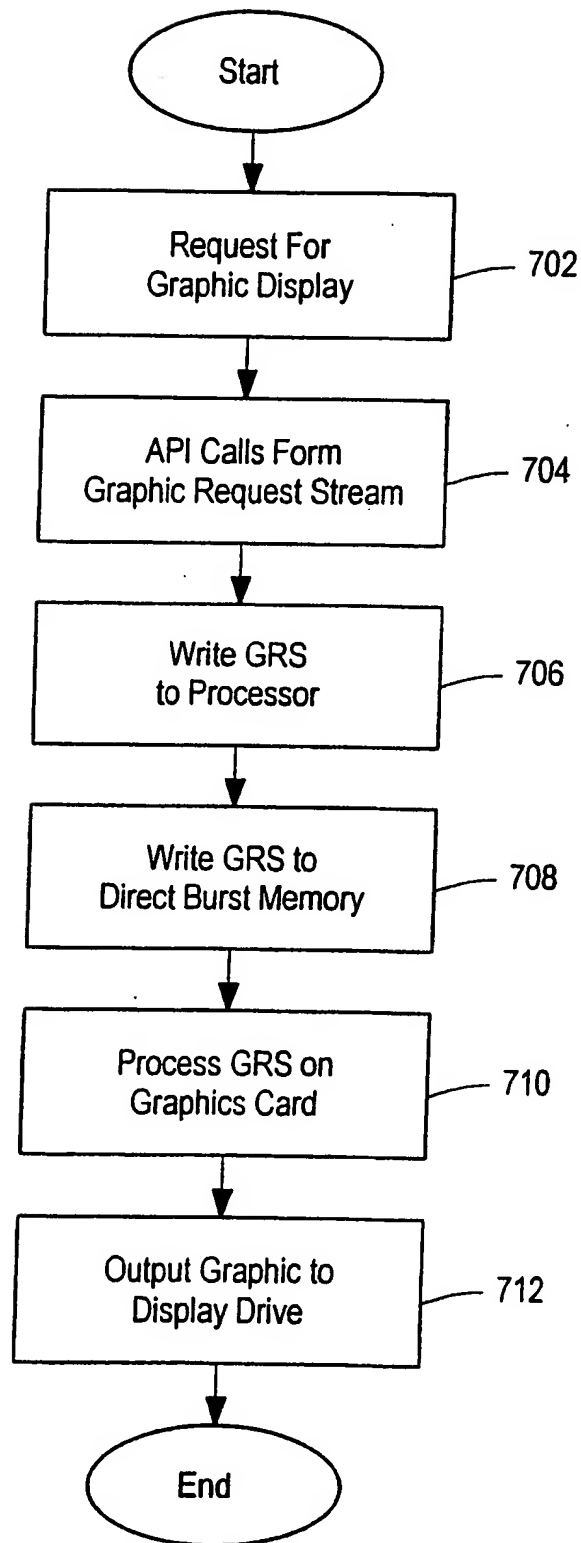 Start
Request For
Graphic Display
702
API Calls Form
Graphic Request Stream
704
Write GRS
to Processor
706
Write GRS to
Direct Burst Memory
708
Process GRS on
Graphics Card
710
Output Graphic to
Display Drive
712
End